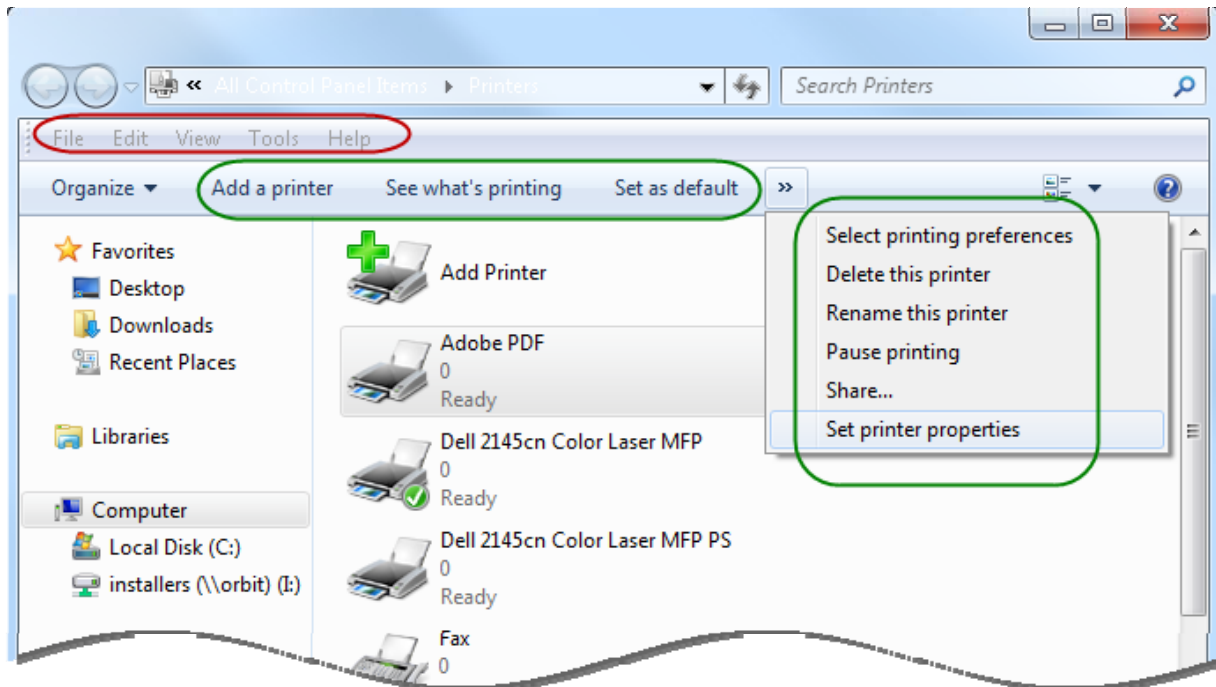 « All Control Panel Items Printers Search Printers
File Edit View Tools Help
Organize Add a printer See what's printing Set as default »
Favorites
Desktop
Downloads
Recent Places
Libraries
Computer
Local Disk (C:)
installers (\\orbit) (I:)
Add Printer
Adobe PDF
0
Ready
Dell 2145cn Color Laser MFP
0
Ready
Dell 2145cn Color Laser MFP PS
0
Ready
Fax
0
Select printing preferences
Delete this printer
Rename this printer
Pause printing
Share...
Set printer properties